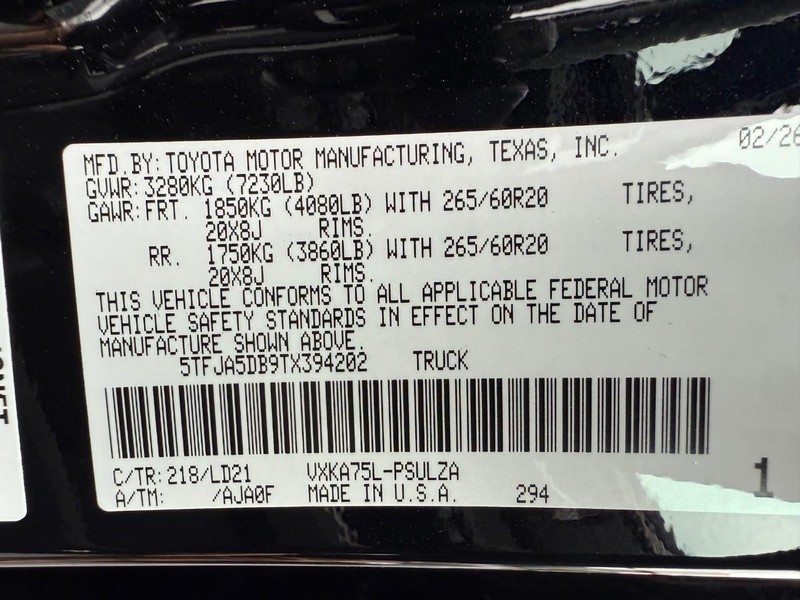 MFD.BY:TOYOTA MOTOR MANUFACTURING, TEXAS, INC. 02/26
GVWR:3280KG (7230LB)
GAWR:FRT. 1850KG (4080LB) WITH 265/60R20 TIRES,
20X8J RIMS.
RR. 1750KG (3860LB) WITH 265/60R20 TIRES,
20X8J RIMS.
THIS VEHICLE CONFORMS TO ALL APPLICABLE FEDERAL MOTOR
VEHICLE SAFETY STANDARDS IN EFFECT ON THE DATE OF
MANUFACTURE SHOWN ABOVE.
5TFJA5DB9TX394202 TRUCK
C/TR:218/LD21 VXKA75L-PSULZA 1
A/TM: /AJA0F MADE IN U.S.A. 294